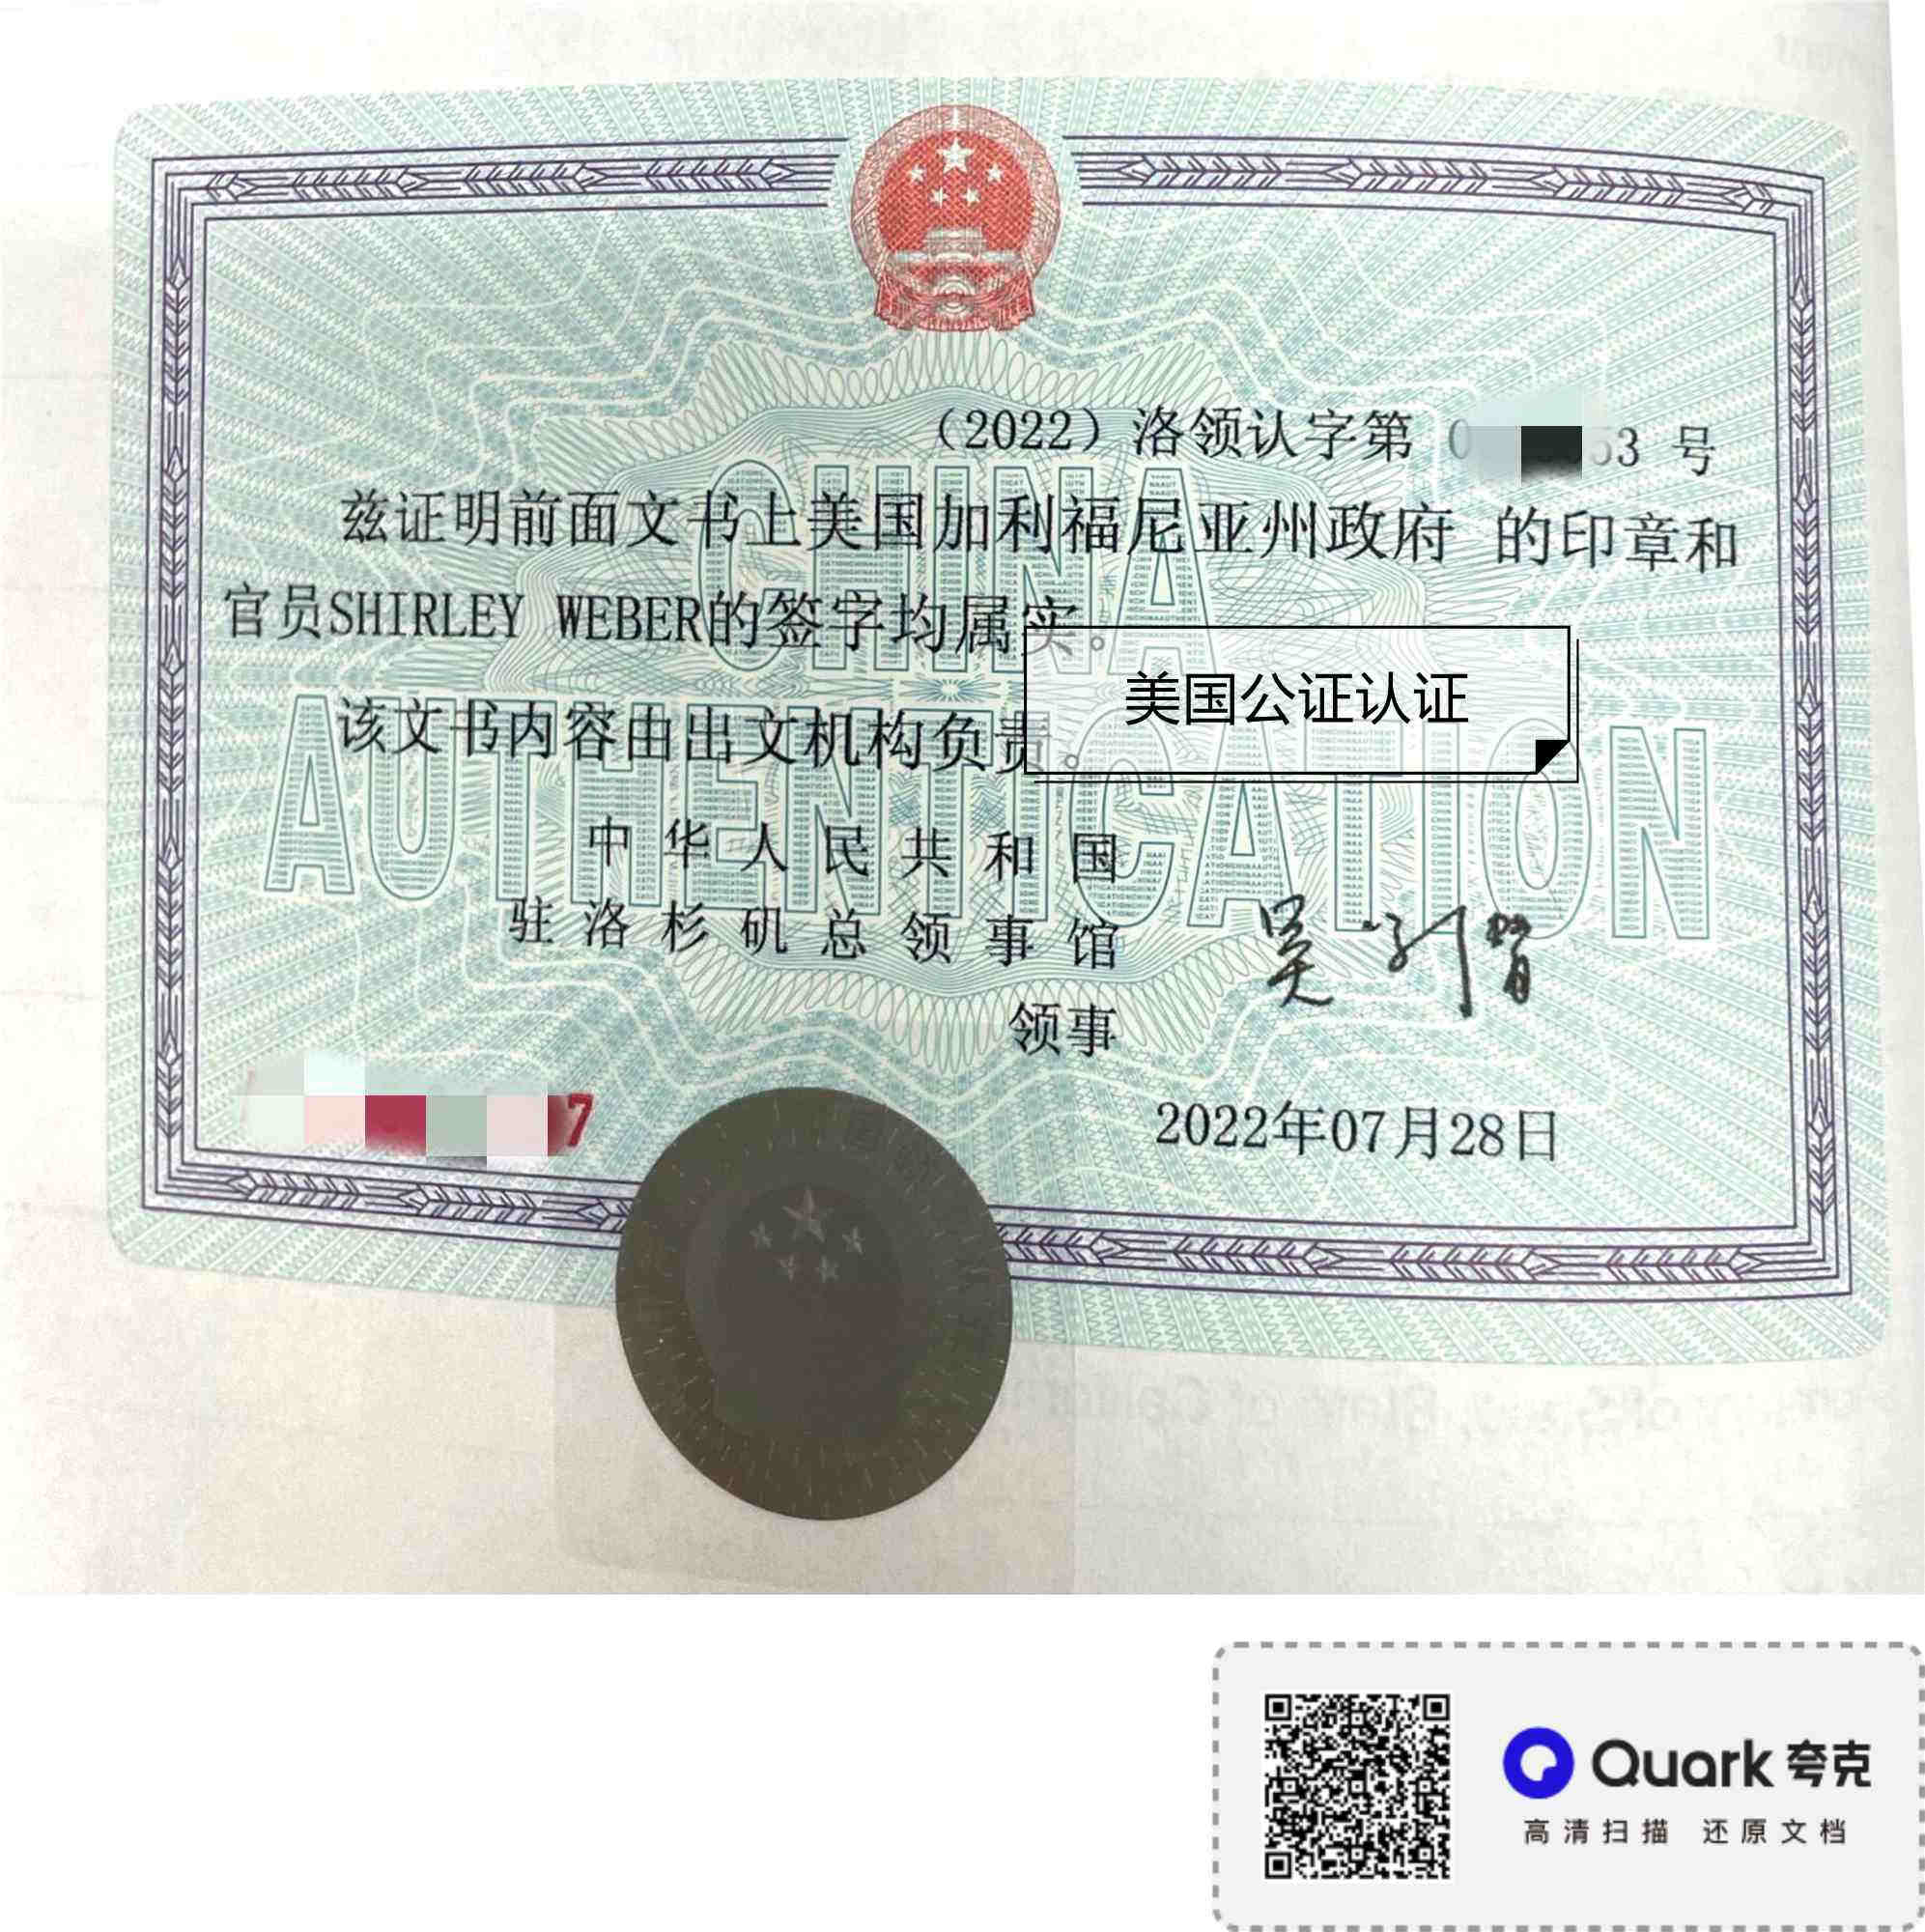 （2022）洛领认字第 0 53 号
兹证明前面文书上美国加利福尼亚州政府 的印章和
官员SHIRLEY WEBER的签字均属实。
美国公证认证
该文书内容由出文机构负责。
CHINA
AUTHENTICATION
中华人民共和国
驻洛杉矶总领事馆
领事
7
2022年07月28日
Quark 夸克
高清扫描 还原文档